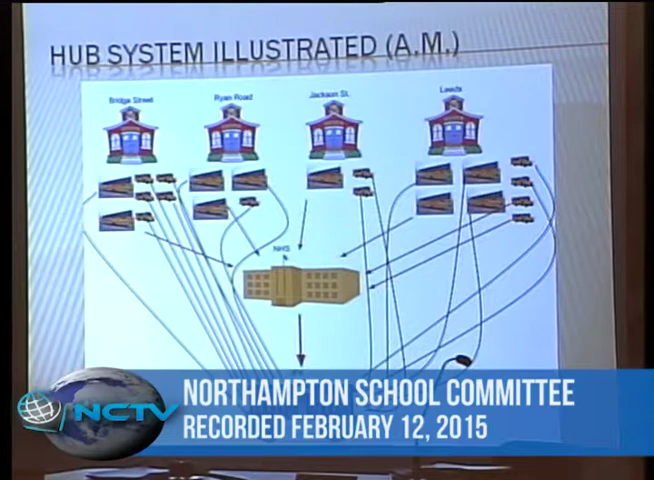 HUB SYSTEM ILLUSTRATED (A.M.)
Bridge Street
Ryan Road
Jackson St.
Leeds
NHS
NCTV
NORTHAMPTON SCHOOL COMMITTEE
RECORDED FEBRUARY 12, 2015